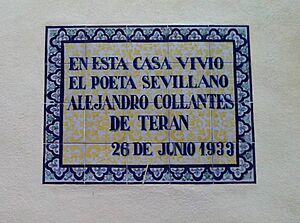 EN ESTA CASA VIVIO
EL POETA SEVILLANO
ALEJANDRO COLLANTES
DE TERAN
26 DE JUNIO 1933